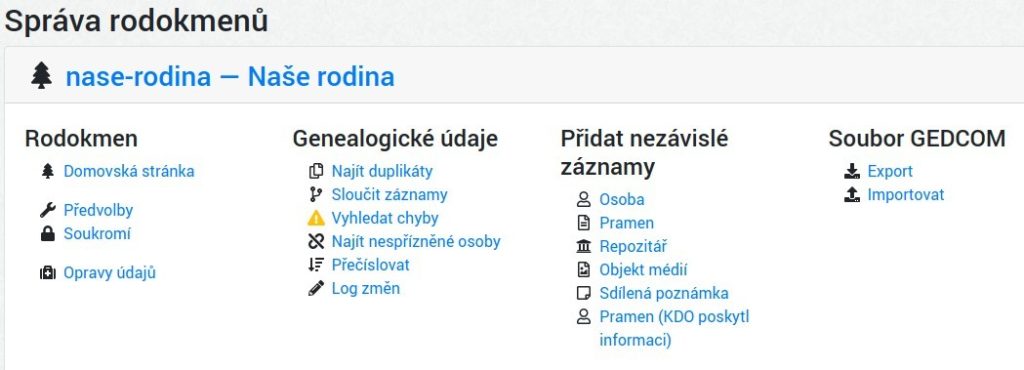 Správa rodokmenů
nase-rodina — Naše rodina
Rodokmen
Domovská stránka
Předvolby
Soukromí
Opravy údajů
Genealogické údaje
Najít duplikáty
Sloučit záznamy
Vyhledat chyby
Najít nespřízněné osoby
Přečíslovat
Log změn
Přidat nezávislé
záznamy
Osoba
Pramen
Repozitář
Objekt médií
Sdílená poznámka
Pramen (KDO poskytl
informaci)
Soubor GEDCOM
Export
Importovat